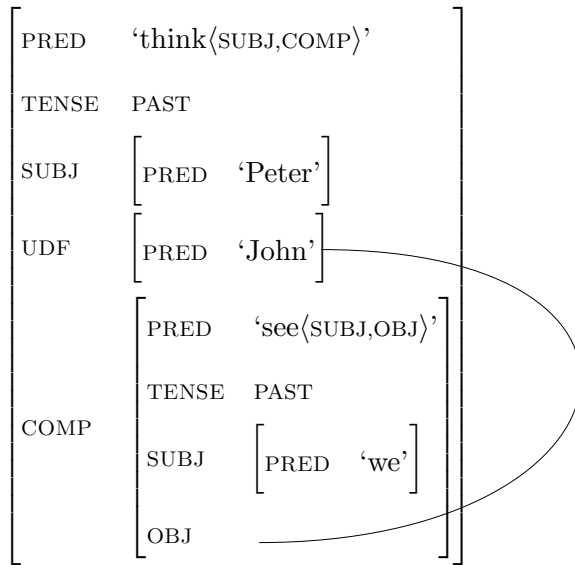 PRED ‘think⟨SUBJ,COMP⟩’
TENSE PAST
SUBJ [PRED ‘Peter’]
UDF [PRED ‘John’]
PRED ‘see⟨SUBJ,OBJ⟩’
TENSE PAST
COMP
SUBJ [PRED ‘we’]
OBJ